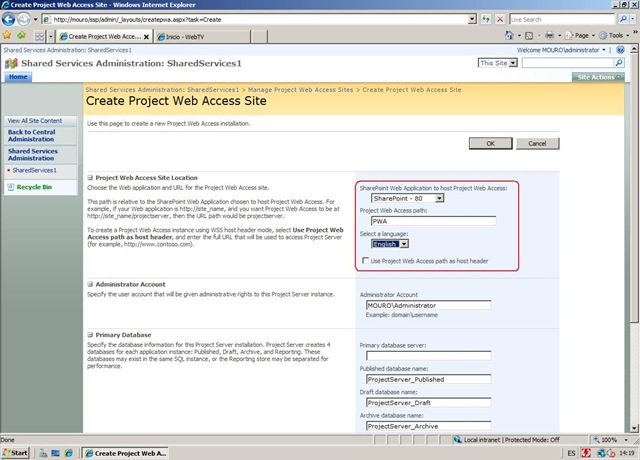 Create Project Web Access Site - Windows Internet Explorer
http://mouro/ssp/admin/_layouts/createpwa.aspx?task=Create
Live Search
Create Project Web Acce...
Inicio - WebTV
Page
Tools
Shared Services Administration: SharedServices1
Welcome MOURO\administrator
Shared Services Administration: SharedServices1
This Site
Home
Site Actions
Shared Services Administration: SharedServices1 > Manage Project Web Access Sites > Create Project Web Access Site
Create Project Web Access Site
View All Site Content
Back to Central Administration
Shared Services Administration
SharedServices1
Recycle Bin
Use this page to create a new Project Web Access installation.
OK
Cancel
Project Web Access Site Location
Choose the Web application and URL for the Project Web Access site.
This path is relative to the SharePoint Web Application chosen to host Project Web Access. For
example, if your Web application is http://site_name, and you want Project Web Access to be at
http://site_name/projectserver, then the URL path would be projectserver.
To create a Project Web Access instance using WSS host header mode, select Use Project Web
Access path as host header, and enter the full URL that will be used to access Project Server
(for example, http://www.contoso.com).
SharePoint Web Application to host Project Web Access:
SharePoint - 80
Project Web Access path:
PWA
Select a language:
English
Use Project Web Access path as host header
Administrator Account
Specify the user account that will be given administrative rights to this Project Server instance.
Administrator Account
MOURO\Administrator
Example: domain\username
Primary Database
Specify the database information for this Project Server installation. Project Server creates 4
databases for each application instance: Published, Draft, Archive, and Reporting. These
databases may exist in the same SQL instance, or the Reporting store may be separated for
performance.
Primary database server:
Published database name:
ProjectServer_Published
Draft database name:
ProjectServer_Draft
Archive database name:
ProjectServer_Archive
Done
Local intranet | Protected Mode: Off
100%
Start
Create Project Web A...
ES
14:19